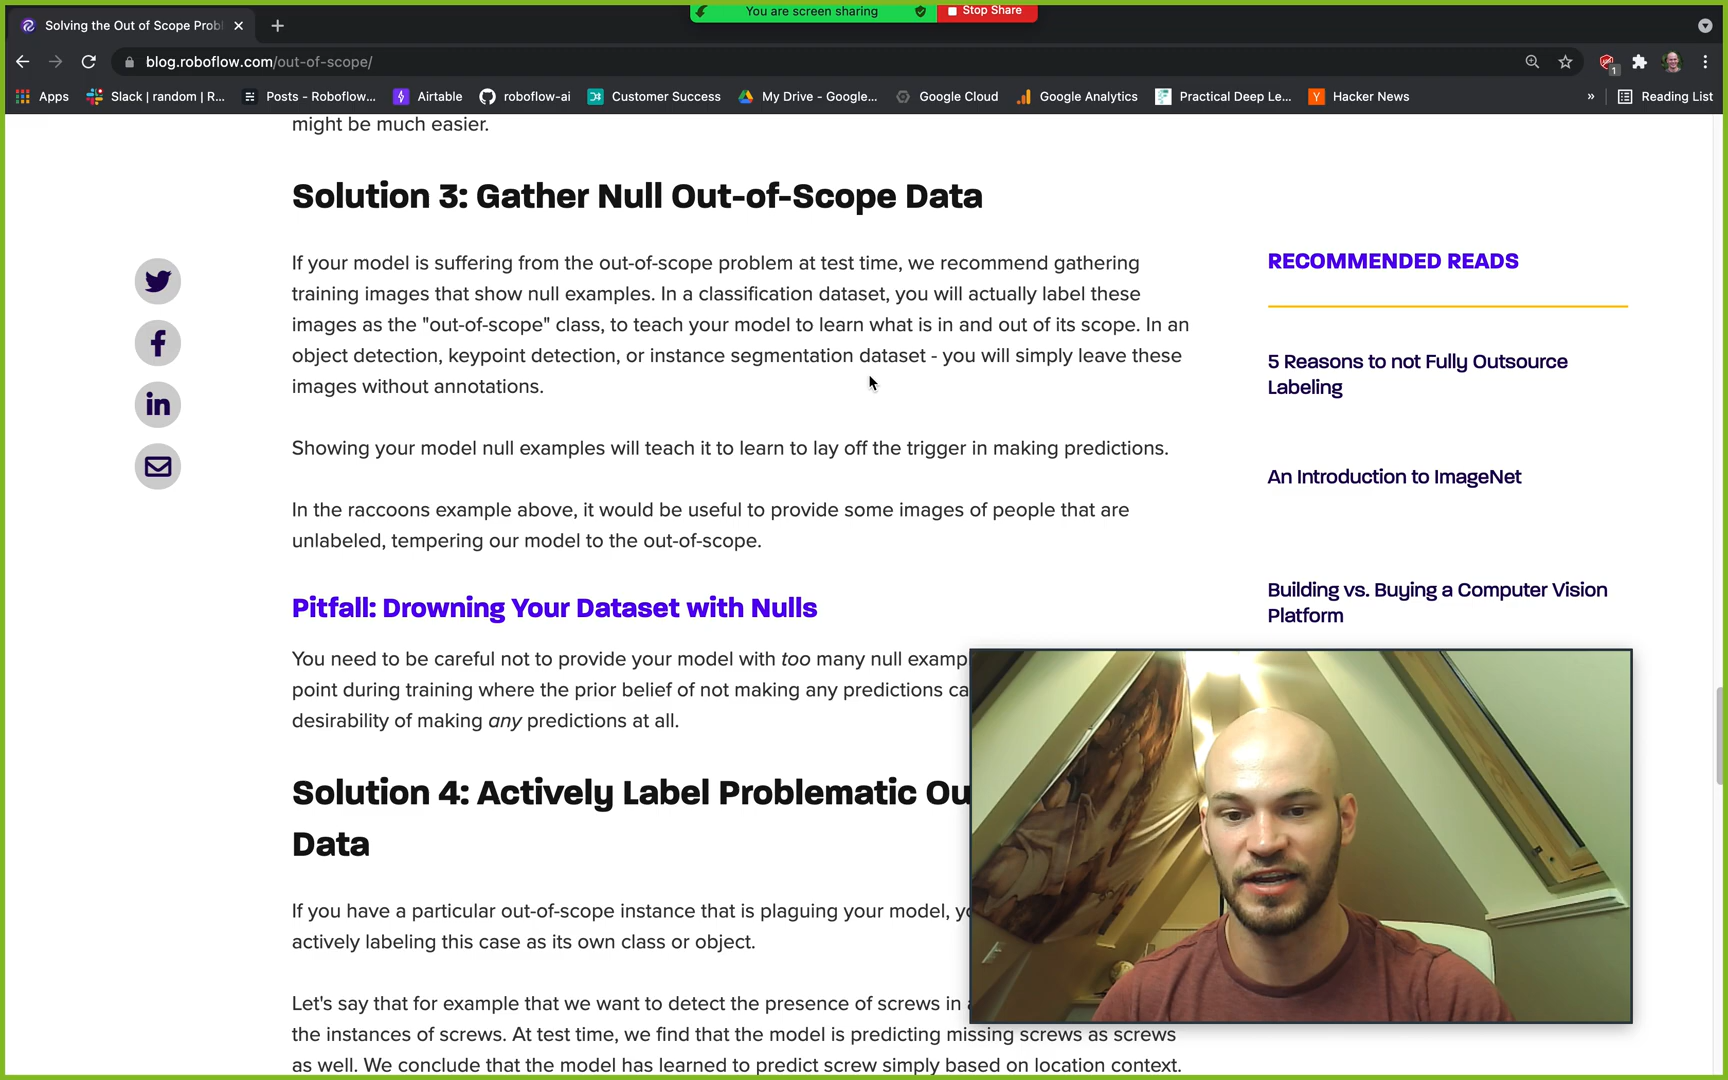 You are screen sharing
Stop Share
Solving the Out of Scope Prob
blog.roboflow.com/out-of-scope/
Apps
Slack | random | R...
Posts - Roboflow...
Airtable
roboflow-ai
Customer Success
My Drive - Google...
Google Cloud
Google Analytics
Practical Deep Le...
Hacker News
»
Reading List
might be much easier.
Solution 3: Gather Null Out-of-Scope Data
If your model is suffering from the out-of-scope problem at test time, we recommend gathering
training images that show null examples. In a classification dataset, you will actually label these
images as the "out-of-scope" class, to teach your model to learn what is in and out of its scope. In an
object detection, keypoint detection, or instance segmentation dataset - you will simply leave these
images without annotations.
Showing your model null examples will teach it to learn to lay off the trigger in making predictions.
In the raccoons example above, it would be useful to provide some images of people that are
unlabeled, tempering our model to the out-of-scope.
Pitfall: Drowning Your Dataset with Nulls
You need to be careful not to provide your model with too many null examp
point during training where the prior belief of not making any predictions ca
desirability of making any predictions at all.
Solution 4: Actively Label Problematic Ou
Data
If you have a particular out-of-scope instance that is plaguing your model, yo
actively labeling this case as its own class or object.
Let's say that for example that we want to detect the presence of screws in a
the instances of screws. At test time, we find that the model is predicting missing screws as screws
as well. We conclude that the model has learned to predict screw simply based on location context.
RECOMMENDED READS
5 Reasons to not Fully Outsource
Labeling
An Introduction to ImageNet
Building vs. Buying a Computer Vision
Platform